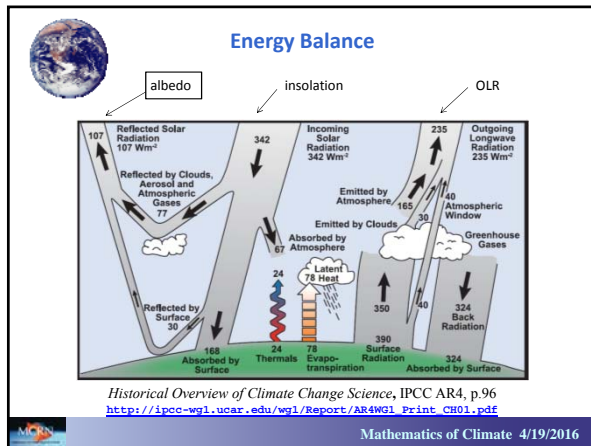 Energy Balance
albedo
insolation
OLR
107
Reflected Solar
Radiation
107 Wm-2
342
Incoming
Solar
Radiation
342 Wm-2
235
Outgoing
Longwave
Radiation
235 Wm-2
Reflected by Clouds,
Aerosol and
Atmospheric
Gases
77
Emitted by
Atmosphere
165
40
Atmospheric
Window
30
Emitted by Clouds
Greenhouse
Gases
67
Absorbed by
Atmosphere
24
78
Latent
Heat
350
40
324
Back
Radiation
Reflected by
Surface
30
168
Absorbed by
Surface
24
Thermals
78
Evapo-
transpiration
390
Surface
Radiation
324
Absorbed by Surface
Historical Overview of Climate Change Science, IPCC AR4, p.96
http://ipcc-wg1.ucar.edu/wg1/Report/AR4WG1_Print_CH01.pdf
MCRN
Mathematics of Climate 4/19/2016